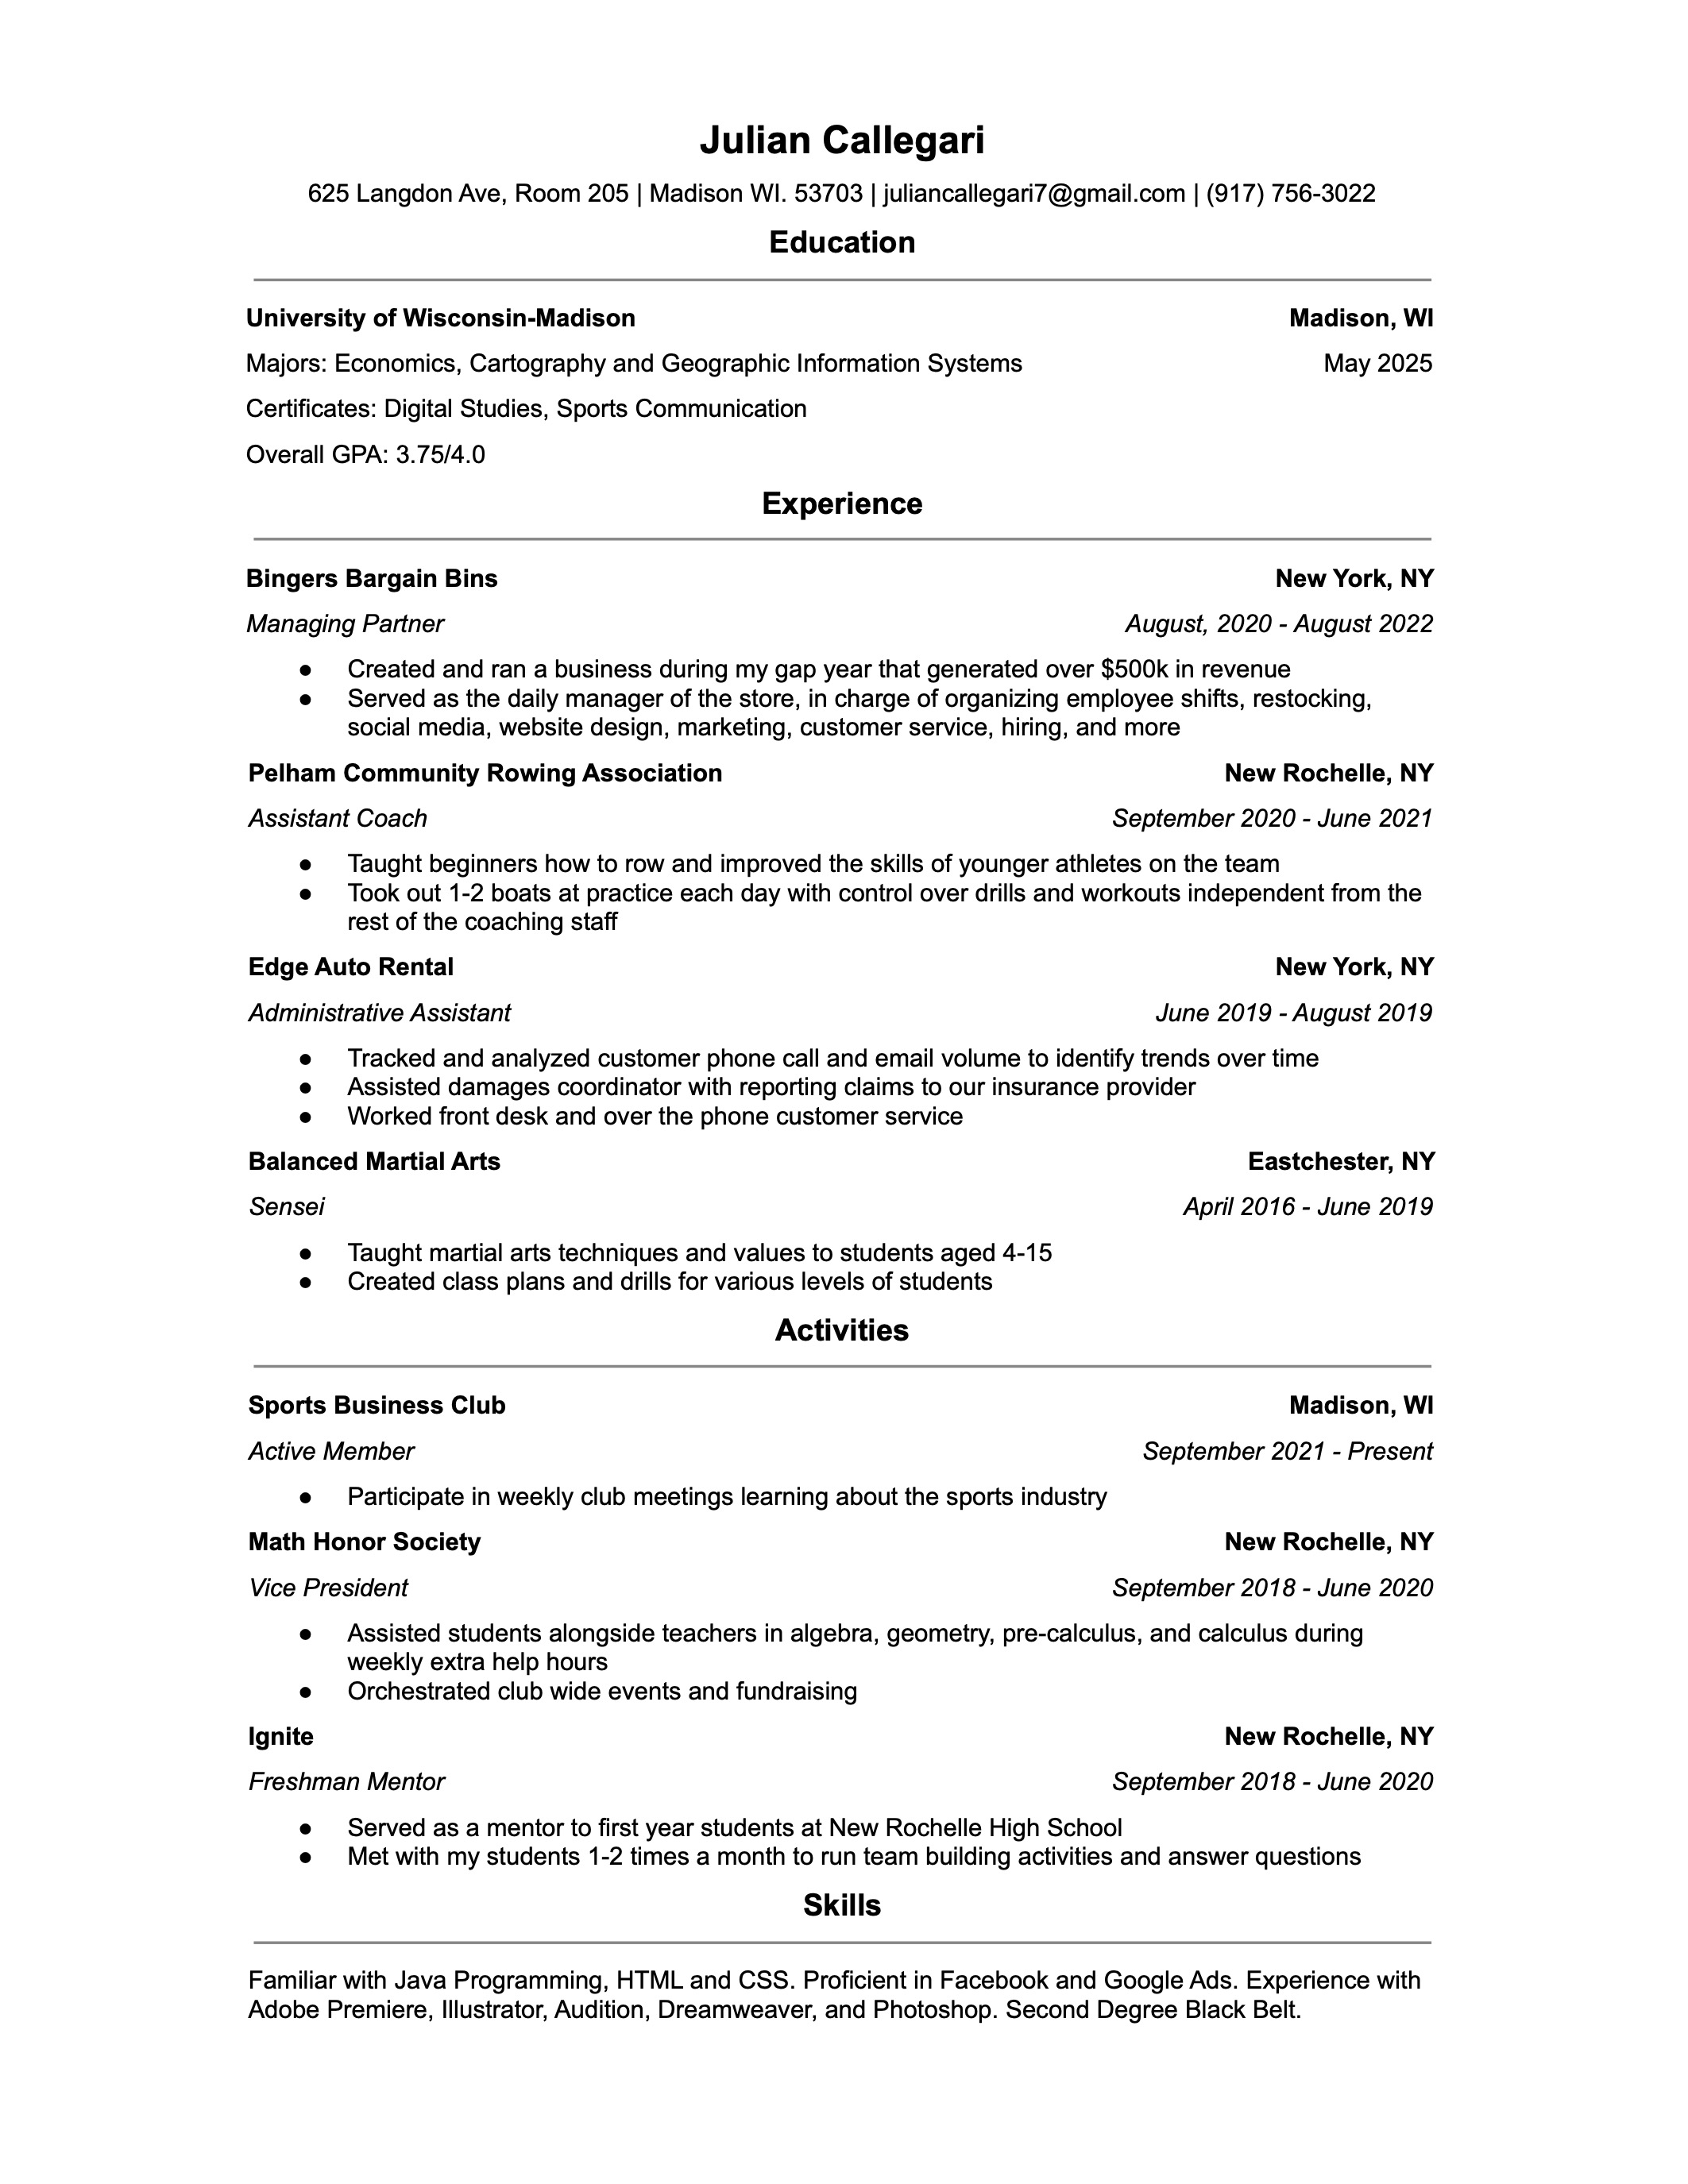 Julian Callegari
625 Langdon Ave, Room 205 | Madison WI. 53703 | juliancallegari7@gmail.com | (917) 756-3022
Education
University of Wisconsin-Madison Madison, WI
Majors: Economics, Cartography and Geographic Information Systems May 2025
Certificates: Digital Studies, Sports Communication
Overall GPA: 3.75/4.0
Experience
Bingers Bargain Bins New York, NY
Managing Partner August, 2020 - August 2022
● Created and ran a business during my gap year that generated over $500k in revenue
● Served as the daily manager of the store, in charge of organizing employee shifts, restocking,
social media, website design, marketing, customer service, hiring, and more
Pelham Community Rowing Association New Rochelle, NY
Assistant Coach September 2020 - June 2021
● Taught beginners how to row and improved the skills of younger athletes on the team
● Took out 1-2 boats at practice each day with control over drills and workouts independent from the
rest of the coaching staff
Edge Auto Rental New York, NY
Administrative Assistant June 2019 - August 2019
● Tracked and analyzed customer phone call and email volume to identify trends over time
● Assisted damages coordinator with reporting claims to our insurance provider
● Worked front desk and over the phone customer service
Balanced Martial Arts Eastchester, NY
Sensei April 2016 - June 2019
● Taught martial arts techniques and values to students aged 4-15
● Created class plans and drills for various levels of students
Activities
Sports Business Club Madison, WI
Active Member September 2021 - Present
● Participate in weekly club meetings learning about the sports industry
Math Honor Society New Rochelle, NY
Vice President September 2018 - June 2020
● Assisted students alongside teachers in algebra, geometry, pre-calculus, and calculus during
weekly extra help hours
● Orchestrated club wide events and fundraising
Ignite New Rochelle, NY
Freshman Mentor September 2018 - June 2020
● Served as a mentor to first year students at New Rochelle High School
● Met with my students 1-2 times a month to run team building activities and answer questions
Skills
Familiar with Java Programming, HTML and CSS. Proficient in Facebook and Google Ads. Experience with
Adobe Premiere, Illustrator, Audition, Dreamweaver, and Photoshop. Second Degree Black Belt.